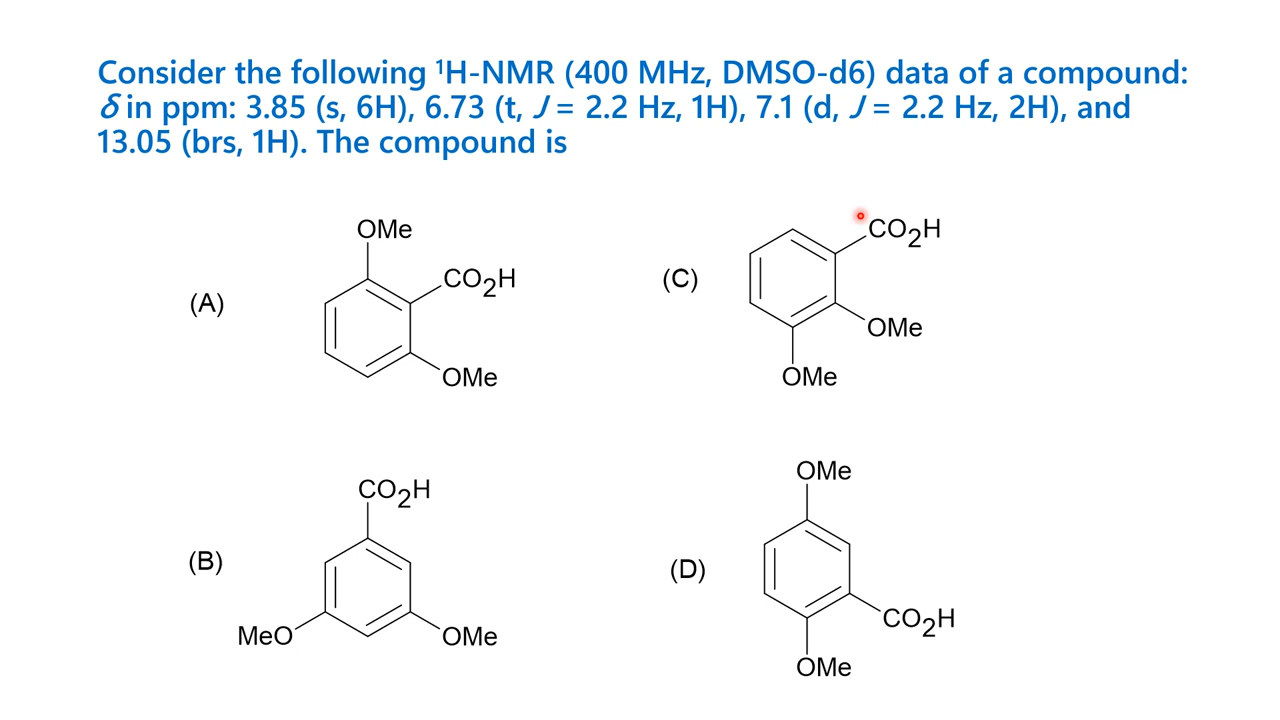 Consider the following ¹H-NMR (400 MHz, DMSO-d6) data of a compound:
δ in ppm: 3.85 (s, 6H), 6.73 (t, J = 2.2 Hz, 1H), 7.1 (d, J = 2.2 Hz, 2H), and
13.05 (brs, 1H). The compound is
(A)
OMe
CO₂H
OMe
(C)
CO₂H
OMe
OMe
(B)
CO₂H
MeO
OMe
(D)
OMe
CO₂H
OMe